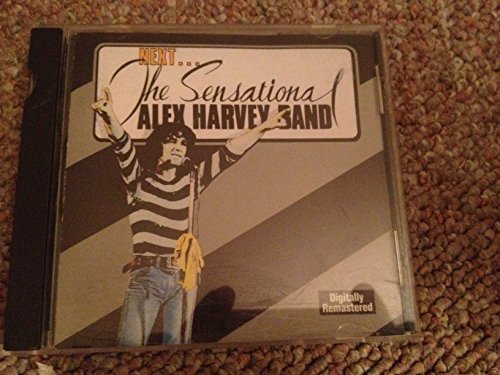 NEXT...
The Sensational
ALEX HARVEY BAND
Digitally
Remastered